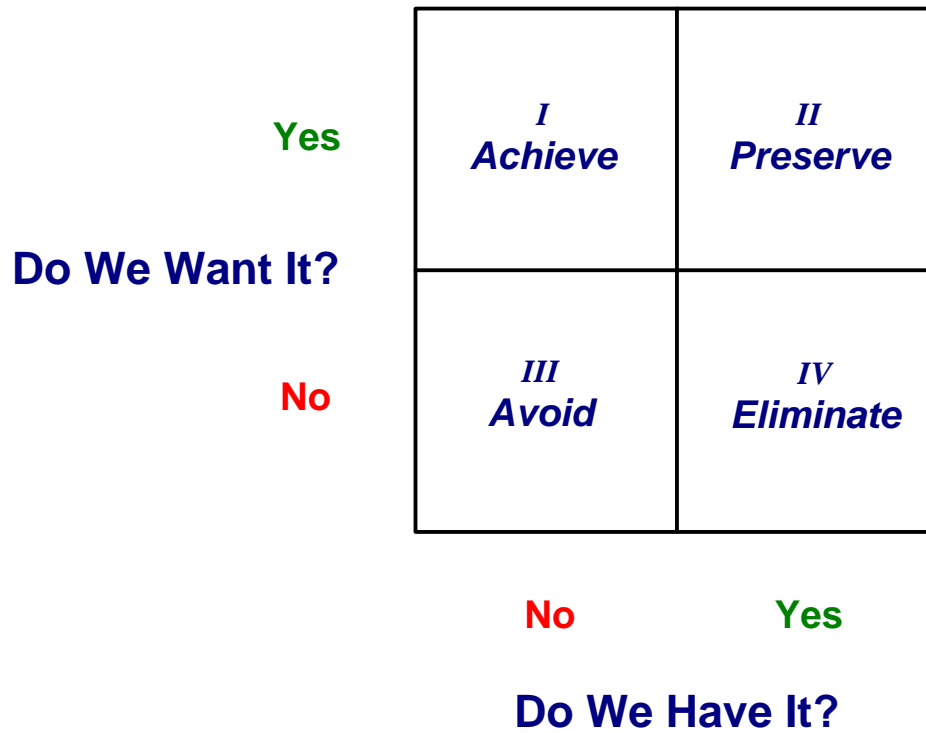 I II
Yes Achieve Preserve
Do We Want It?
III IV
No Avoid Eliminate
No Yes
Do We Have It?